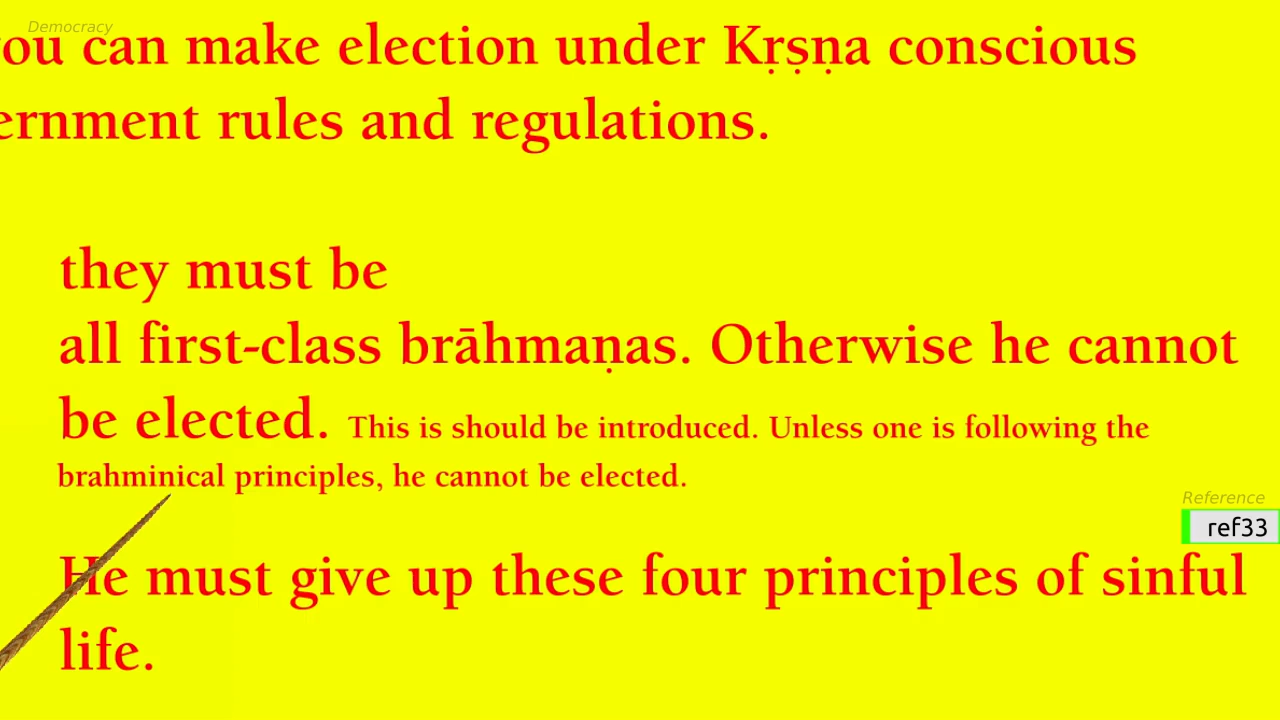 Democracy
ou can make election under Kṛṣṇa conscious
ernment rules and regulations.
they must be
all first-class brāhmaṇas. Otherwise he cannot
be elected. This is should be introduced. Unless one is following the
brahminical principles, he cannot be elected.
Reference
ref33
He must give up these four principles of sinful
life.